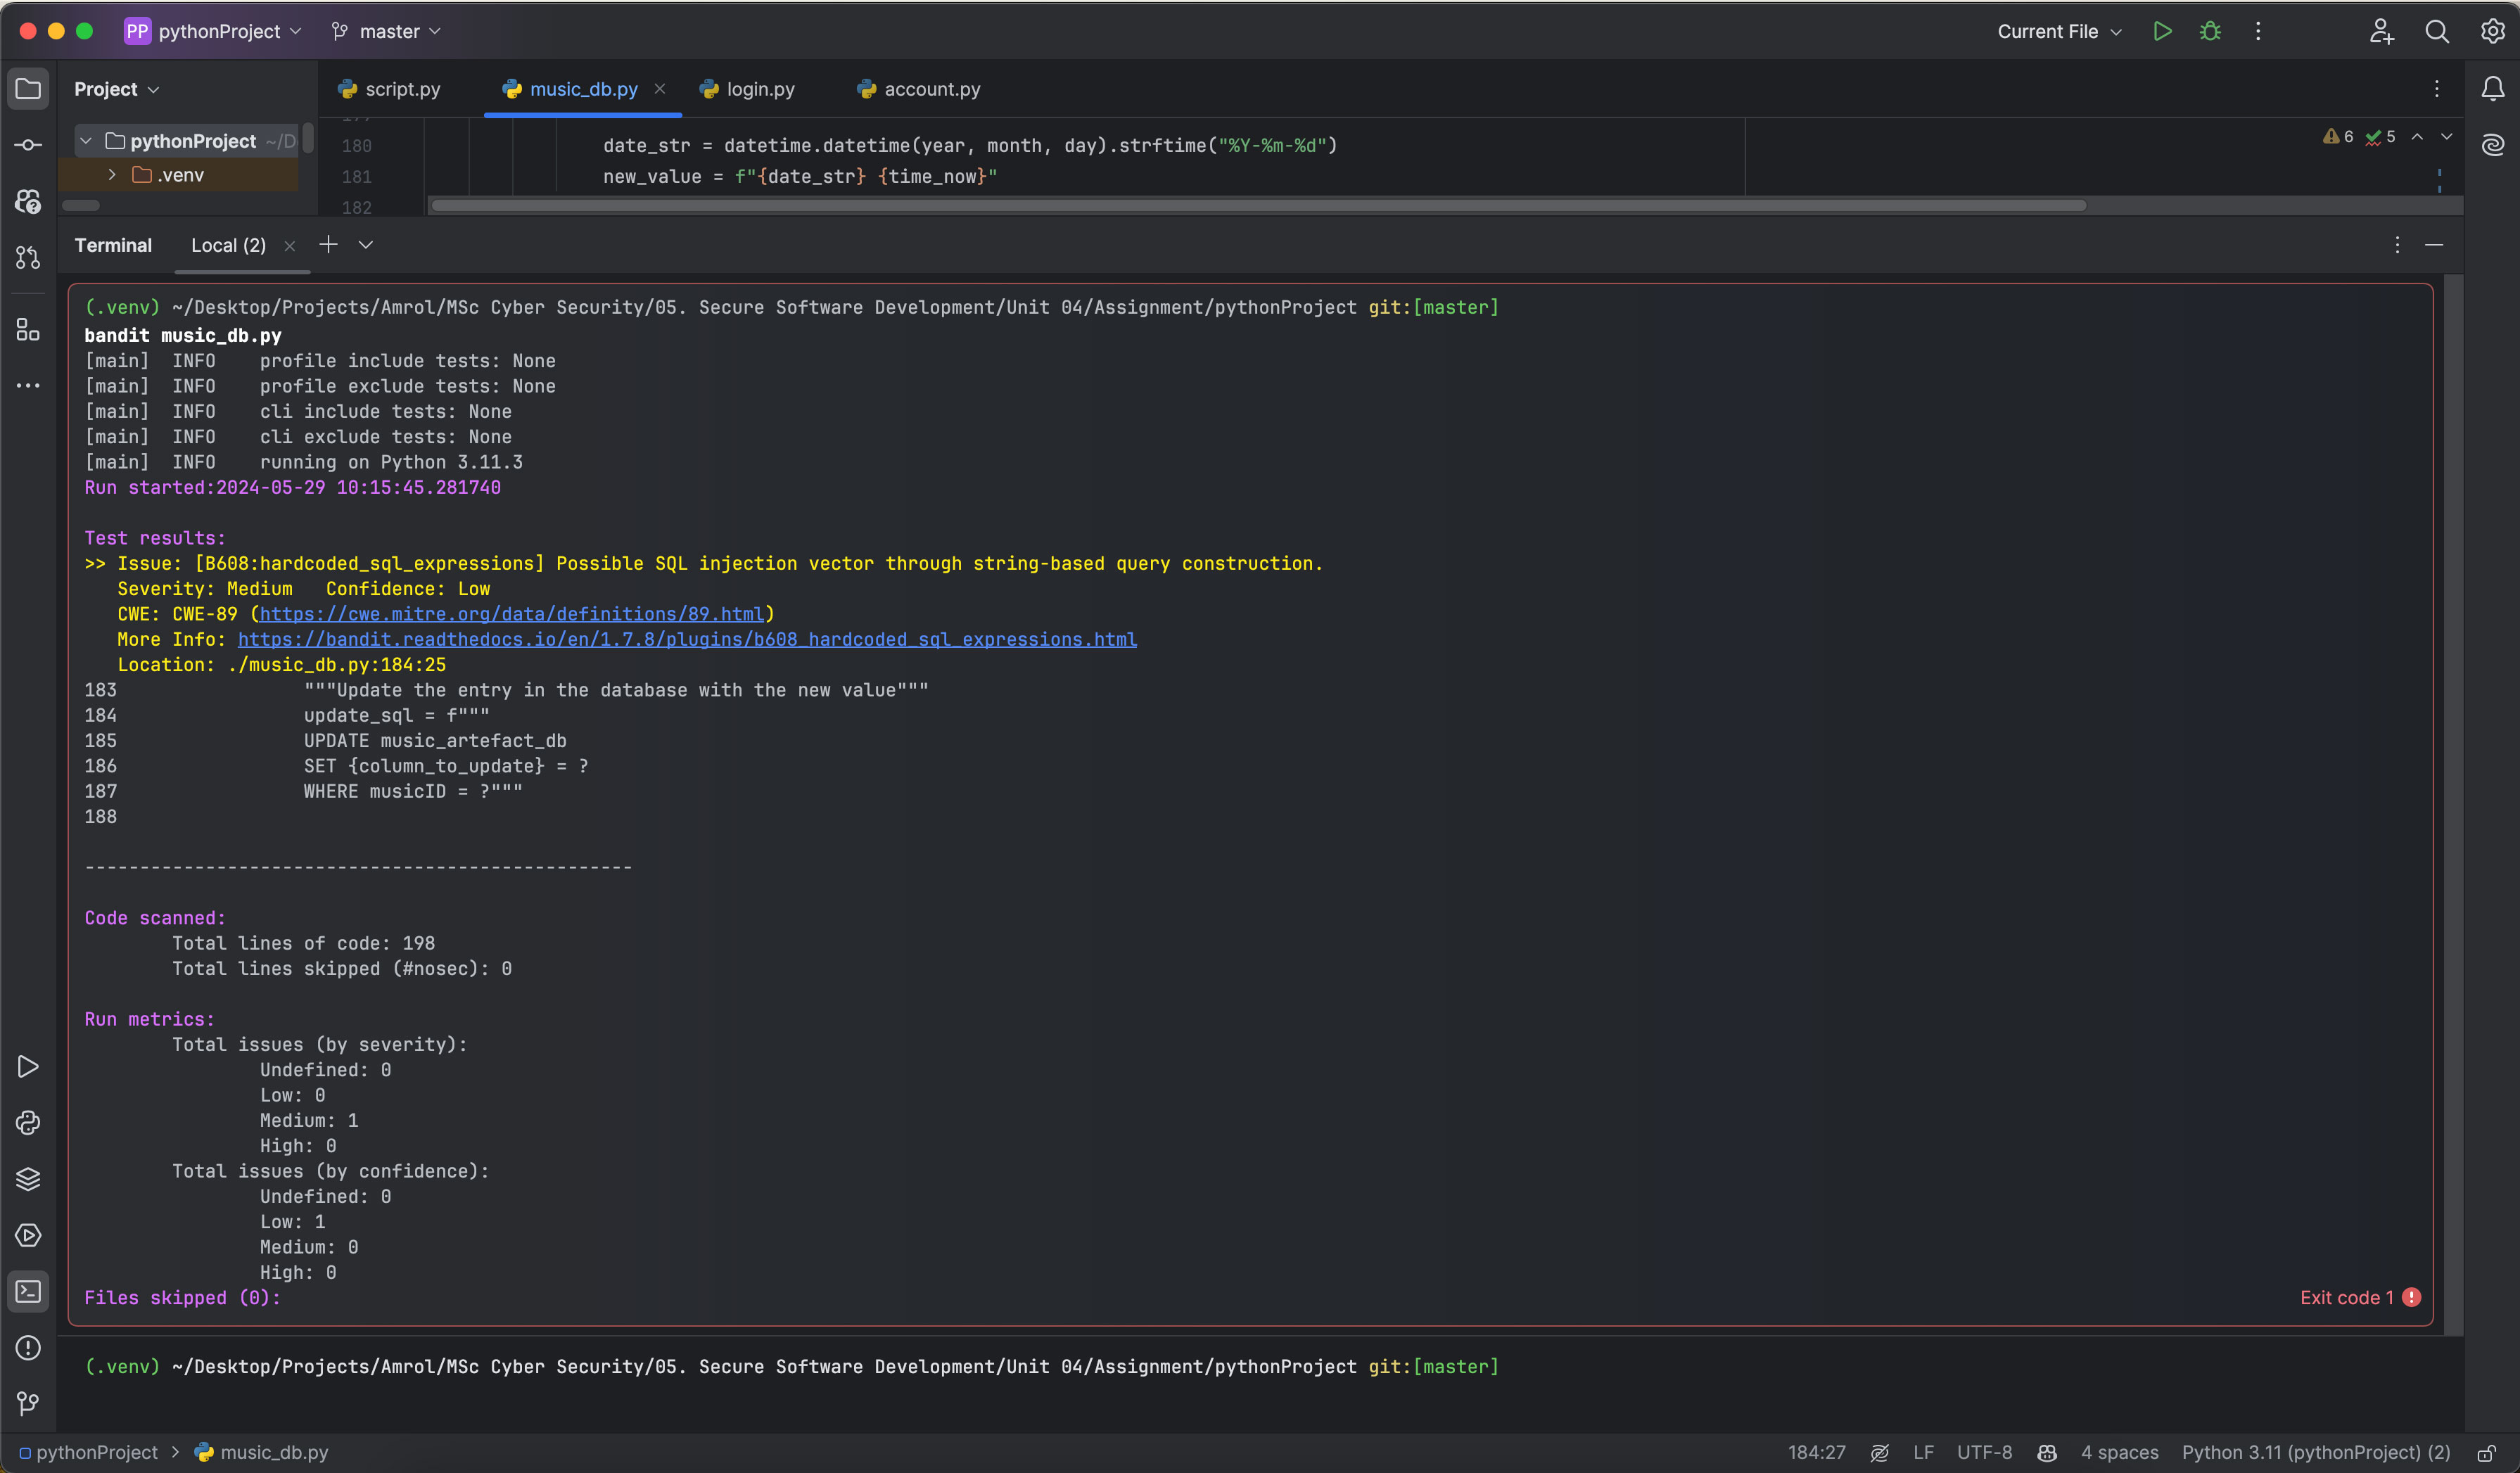 PP pythonProject master Current File
Project script.py music_db.py login.py account.py
pythonProject ~/D
.venv
180 date_str = datetime.datetime(year, month, day).strftime("%Y-%m-%d") 6 5
181 new_value = f"{date_str} {time_now}"
182
Terminal Local (2)
(.venv) ~/Desktop/Projects/Amrol/MSc Cyber Security/05. Secure Software Development/Unit 04/Assignment/pythonProject git:[master]
bandit music_db.py
[main] INFO profile include tests: None
[main] INFO profile exclude tests: None
[main] INFO cli include tests: None
[main] INFO cli exclude tests: None
[main] INFO running on Python 3.11.3
Run started:2024-05-29 10:15:45.281740
Test results:
>> Issue: [B608:hardcoded_sql_expressions] Possible SQL injection vector through string-based query construction.
Severity: Medium Confidence: Low
CWE: CWE-89 (https://cwe.mitre.org/data/definitions/89.html)
More Info: https://bandit.readthedocs.io/en/1.7.8/plugins/b608_hardcoded_sql_expressions.html
Location: ./music_db.py:184:25
183 """Update the entry in the database with the new value"""
184 update_sql = f"""
185 UPDATE music_artefact_db
186 SET {column_to_update} = ?
187 WHERE musicID = ?"""
188
--------------------------------------------------
Code scanned:
Total lines of code: 198
Total lines skipped (#nosec): 0
Run metrics:
Total issues (by severity):
Undefined: 0
Low: 0
Medium: 1
High: 0
Total issues (by confidence):
Undefined: 0
Low: 1
Medium: 0
High: 0
Files skipped (0): Exit code 1
(.venv) ~/Desktop/Projects/Amrol/MSc Cyber Security/05. Secure Software Development/Unit 04/Assignment/pythonProject git:[master]
pythonProject > music_db.py 184:27 LF UTF-8 4 spaces Python 3.11 (pythonProject) (2)